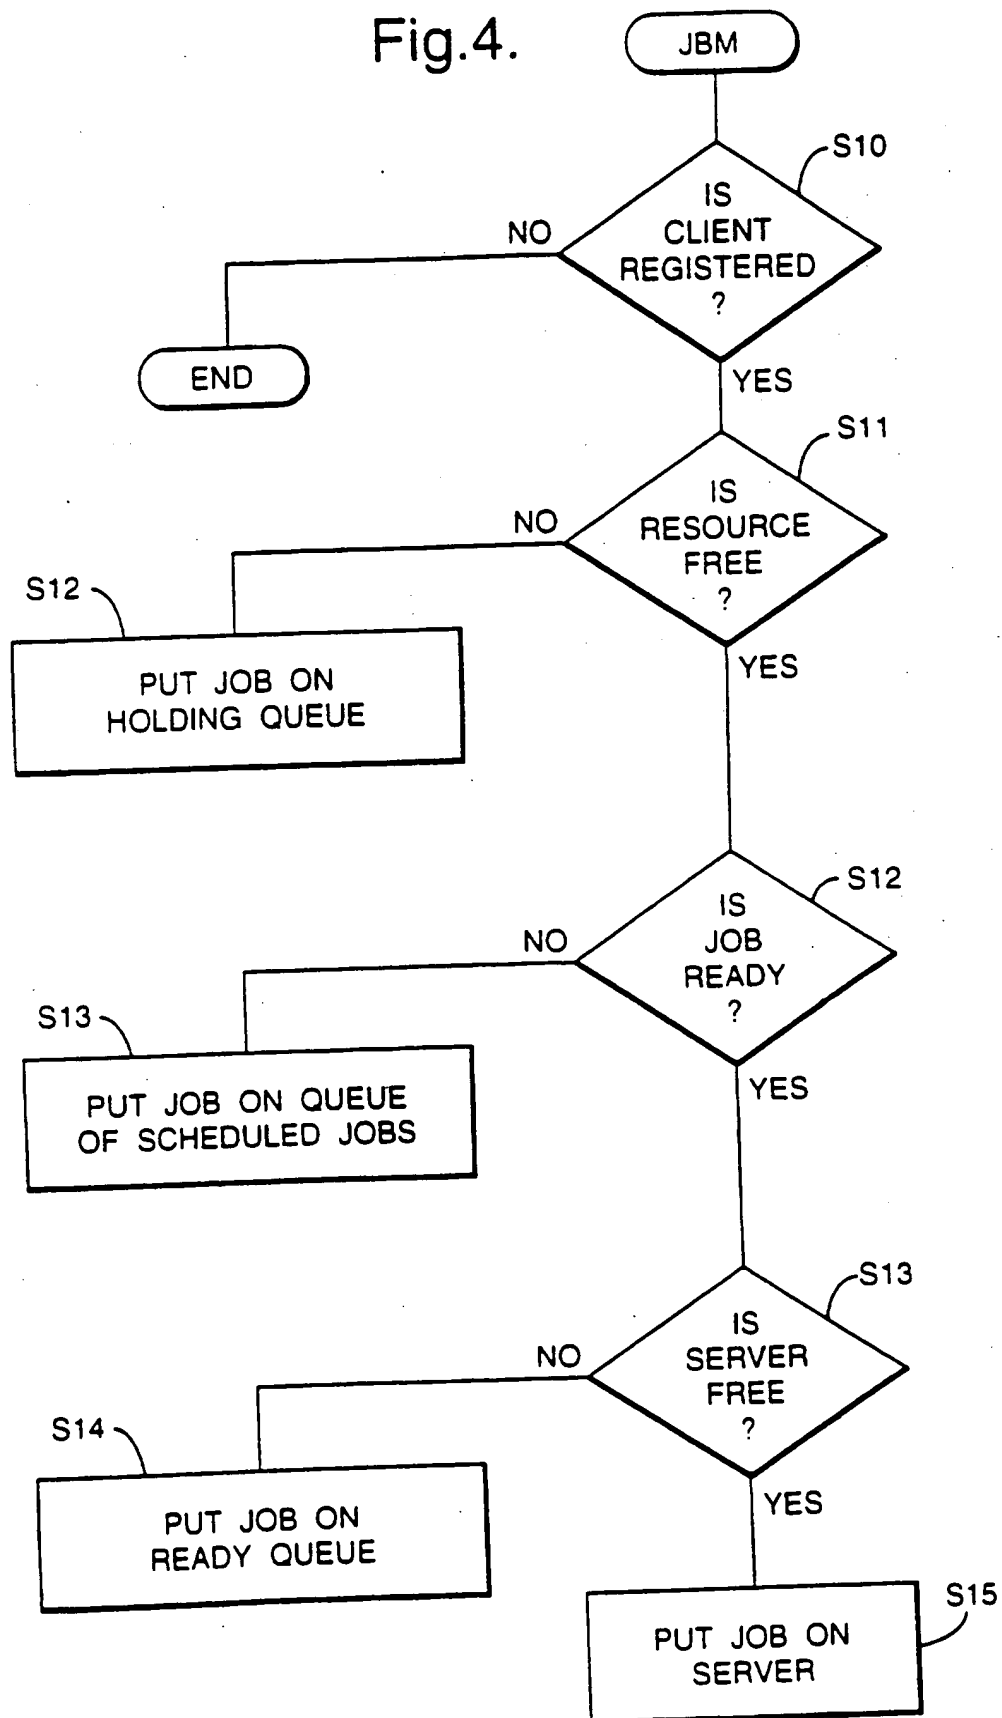 Fig.4.
JBM
S10
IS
CLIENT
REGISTERED
?
NO
END
YES
S11
IS
RESOURCE
FREE
?
NO
S12
PUT JOB ON
HOLDING QUEUE
YES
S12
IS
JOB
READY
?
NO
S13
PUT JOB ON QUEUE
OF SCHEDULED JOBS
YES
S13
IS
SERVER
FREE
?
NO
S14
PUT JOB ON
READY QUEUE
YES
S15
PUT JOB ON
SERVER